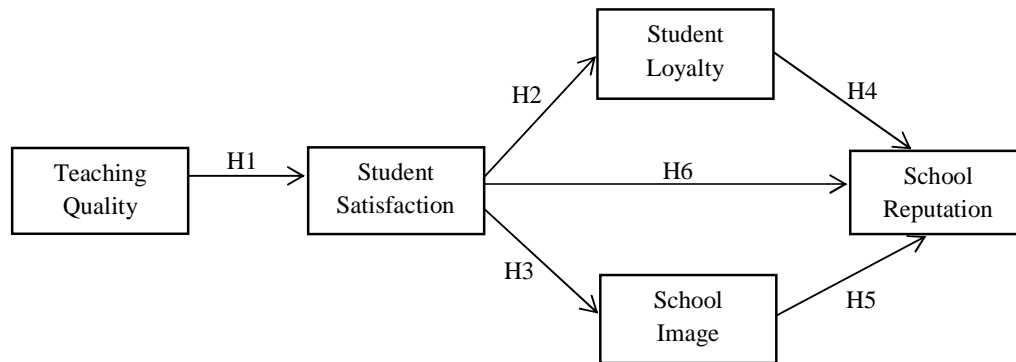 Student
Loyalty
H2
H4
Teaching
Quality
H1
Student
Satisfaction
H6
School
Reputation
H3
School
Image
H5